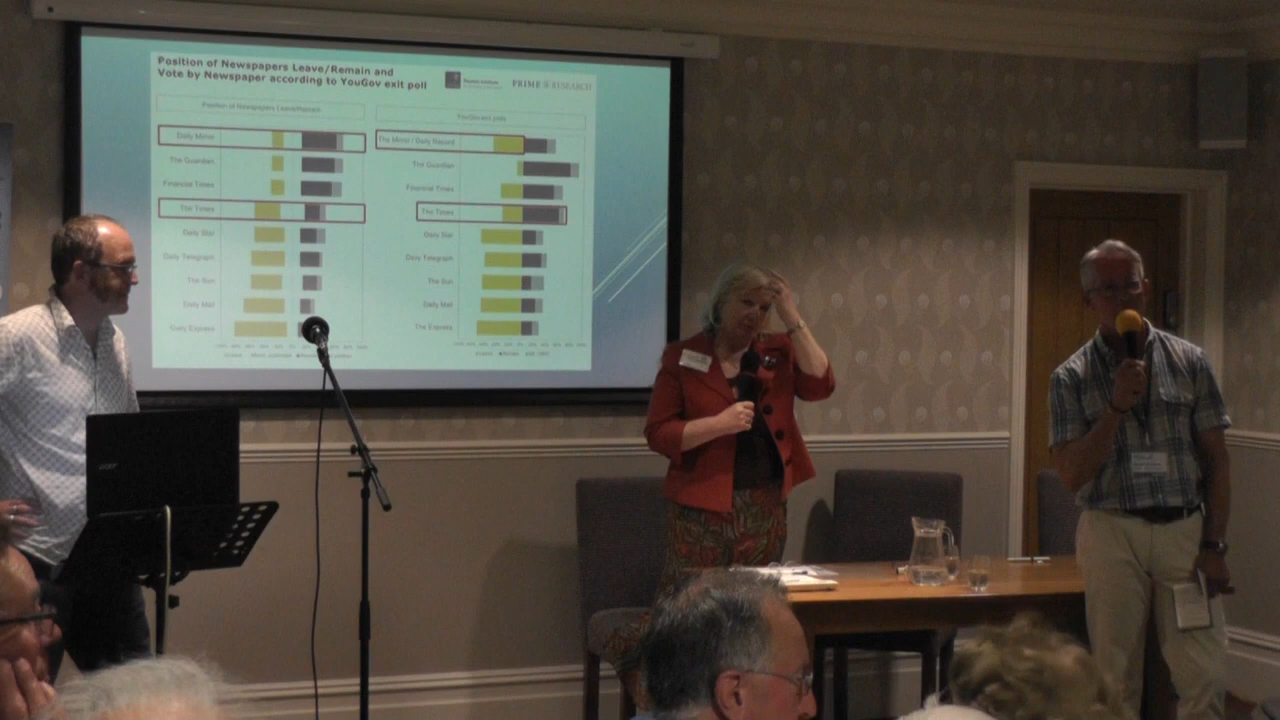 Position of Newspapers Leave/Remain and
Vote by Newspaper according to YouGov exit poll
PRIME RESEARCH
Position of Newspapers Leave/Remain
YouGov exit polls
Daily Mirror
The Guardian
Financial Times
The Times
Daily Star
Daily Telegraph
The Sun
Daily Mail
Daily Express
The Mirror / Daily Record
The Guardian
Financial Times
The Times
Daily Star
Daily Telegraph
The Sun
Daily Mail
The Express
acer